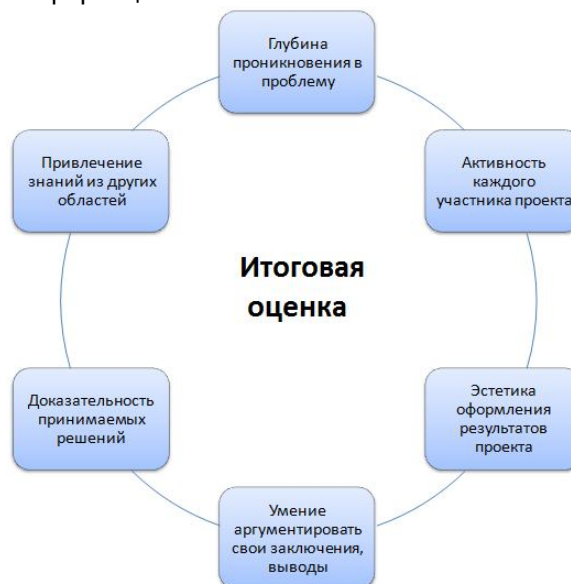 Глубина
проникновения в
проблему
Активность
каждого
участника проекта
Эстетика
оформления
результатов
проекта
Умение
аргументировать
свои заключения,
выводы
Доказательность
принимаемых
решений
Привлечение
знаний из других
областей
Итоговая
оценка